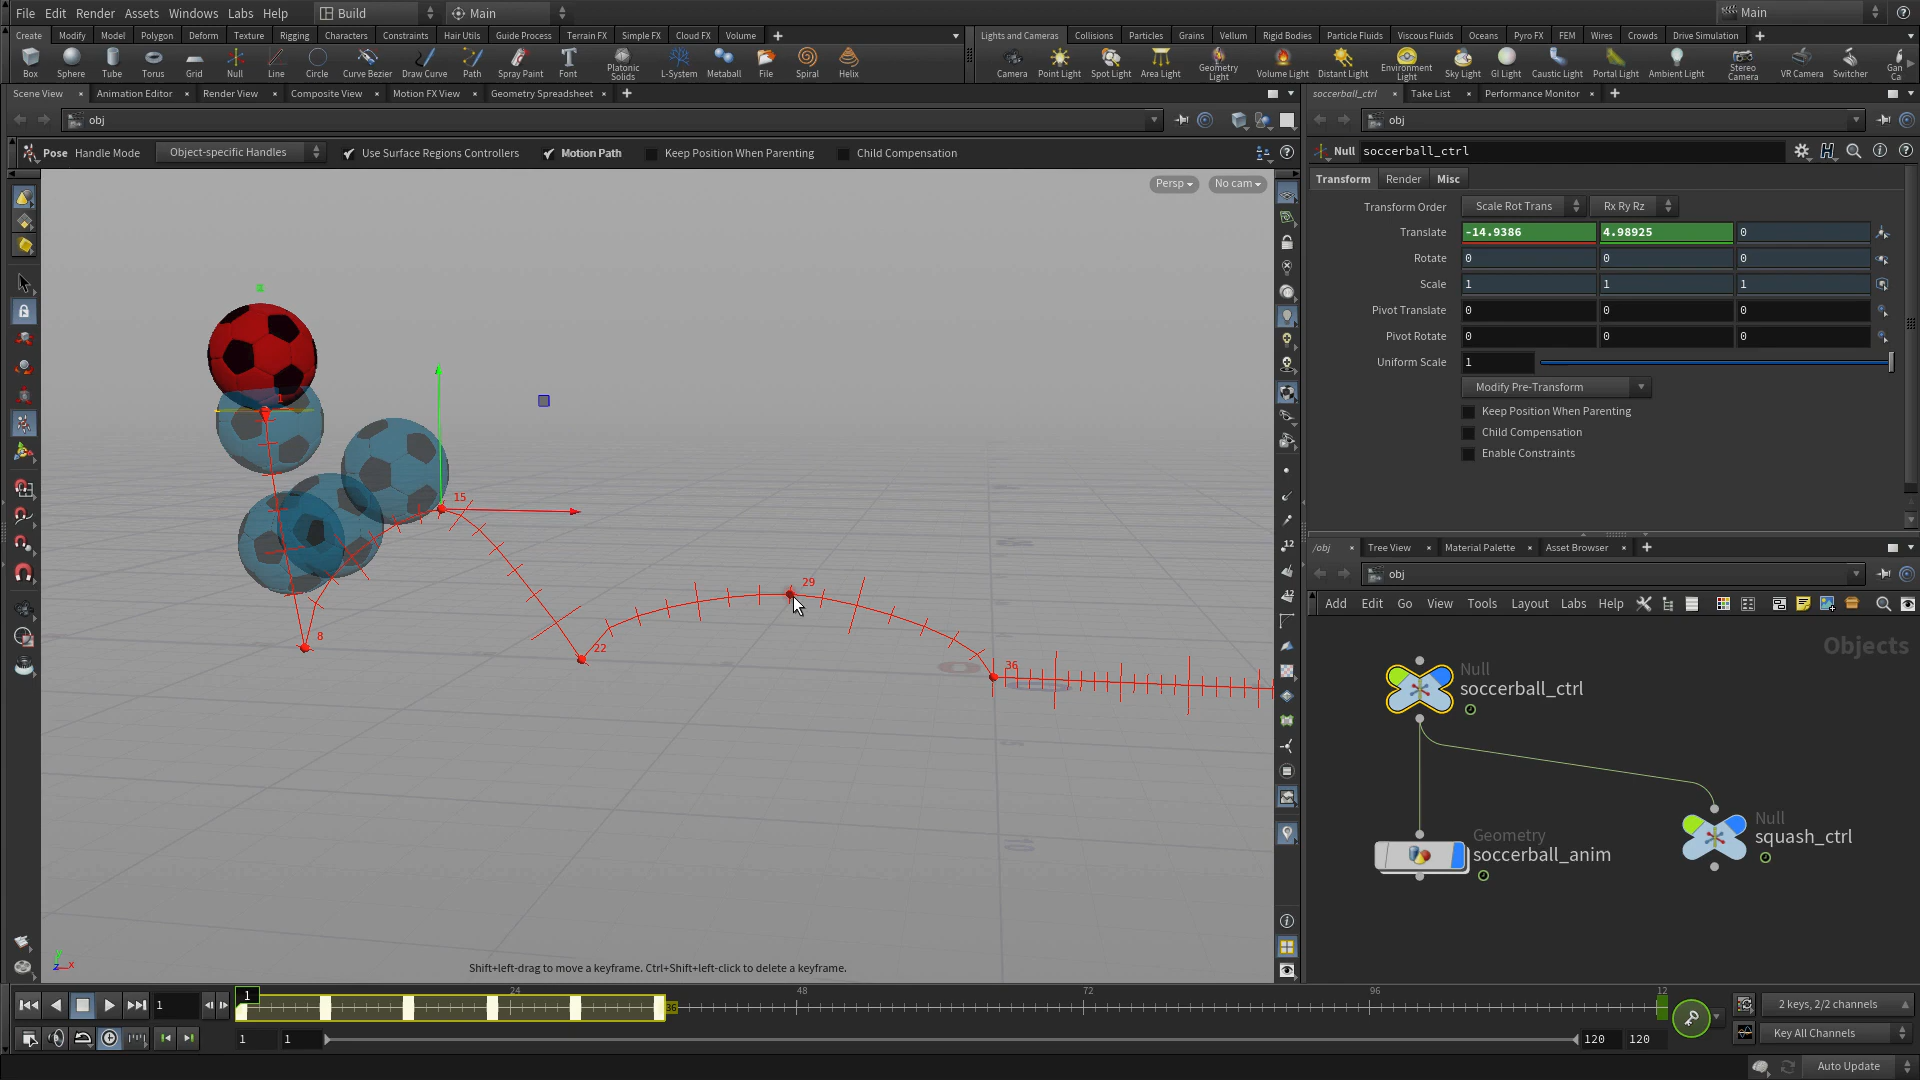 File Edit Render Assets Windows Labs Help Build Main Main
Create Modify Model Polygon Deform Texture Rigging Characters Constraints Hair Utils Guide Process Terrain FX Simple FX Cloud FX Volume
Lights and Cameras Collisions Particles Grains Vellum Rigid Bodies Particle Fluids Viscous Fluids Oceans Pyro FX FEM Wires Crowds Drive Simulation
Box Sphere Tube Torus Grid Null Line Circle Curve Bezier Draw Curve Path Spray Paint Font Platonic Solids L-System Metaball File Spiral Helix
Camera Point Light Spot Light Area Light Geometry Light Volume Light Distant Light Environment Light Sky Light GI Light Caustic Light Portal Light Ambient Light Stereo Camera VR Camera Switcher Gan Ca
Scene View Animation Editor Render View Composite View Motion FX View Geometry Spreadsheet
soccerball_ctrl Take List Performance Monitor
obj
obj
Pose Handle Mode Object-specific Handles Use Surface Regions Controllers Motion Path Keep Position When Parenting Child Compensation
Null soccerball_ctrl
Persp No cam
Transform Render Misc
Transform Order Scale Rot Trans Rx Ry Rz
Translate -14.9386 4.98925 0
Rotate 0 0 0
Scale 1 1 1
Pivot Translate 0 0 0
Pivot Rotate 0 0 0
Uniform Scale 1
Modify Pre-Transform
Keep Position When Parenting
Child Compensation
Enable Constraints
1
15
29
8
22
36
12
12
/obj Tree View Material Palette Asset Browser
obj
Add Edit Go View Tools Layout Labs Help
Objects
Null
soccerball_ctrl
Null
squash_ctrl
Geometry
soccerball_anim
Shift+left-drag to move a keyframe. Ctrl+Shift+left-click to delete a keyframe.
1 1 24 48 72 96 12
36
2 keys, 2/2 channels
1 1 120 120
Key All Channels
Auto Update